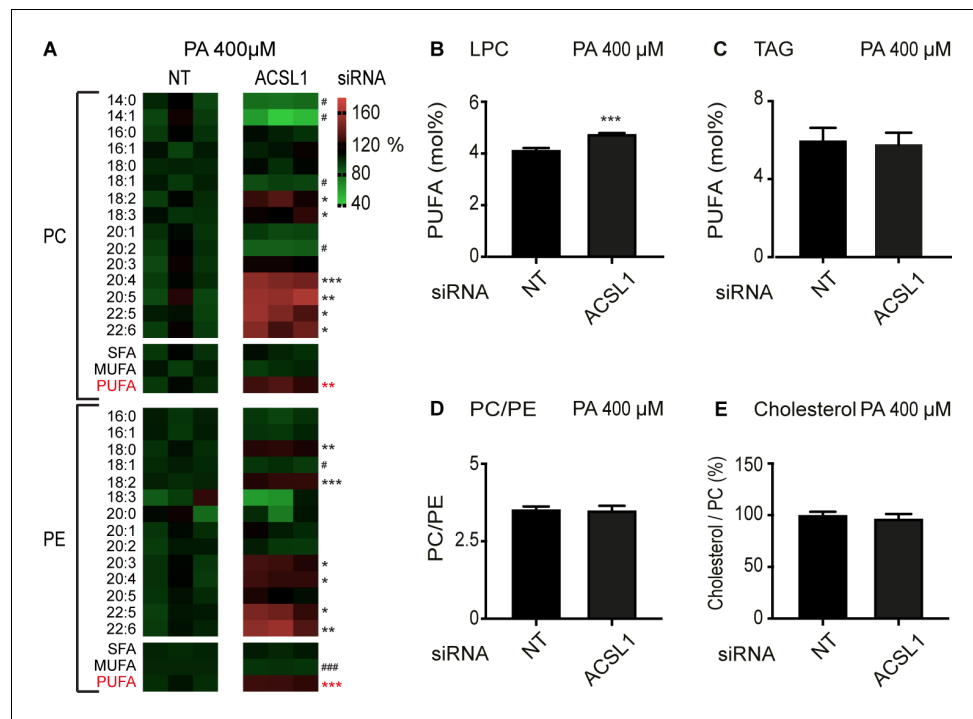 A PA 400µM
NT ACSL1 siRNA
160
120 %
80
40
PC
14:0 #
14:1 #
16:0
16:1
18:0
18:1 #
18:2 *
18:3 *
20:1
20:2 #
20:3
20:4 ***
20:5 **
22:5 *
22:6 *
SFA
MUFA
PUFA **
PE
16:0
16:1
18:0 **
18:1 #
18:2 ***
18:3
20:0
20:1
20:2
20:3 *
20:4 *
20:5
22:5 *
22:6 **
SFA
MUFA ###
PUFA ***
B LPC PA 400 µM
PUFA (mol%)
6
4
2
0
***
siRNA NT ACSL1
C TAG PA 400 µM
PUFA (mol%)
8
4
0
siRNA NT ACSL1
D PC/PE PA 400 µM
PC/PE
5
2.5
0
siRNA NT ACSL1
E Cholesterol PA 400 µM
Cholesterol / PC (%)
150
100
50
0
siRNA NT ACSL1